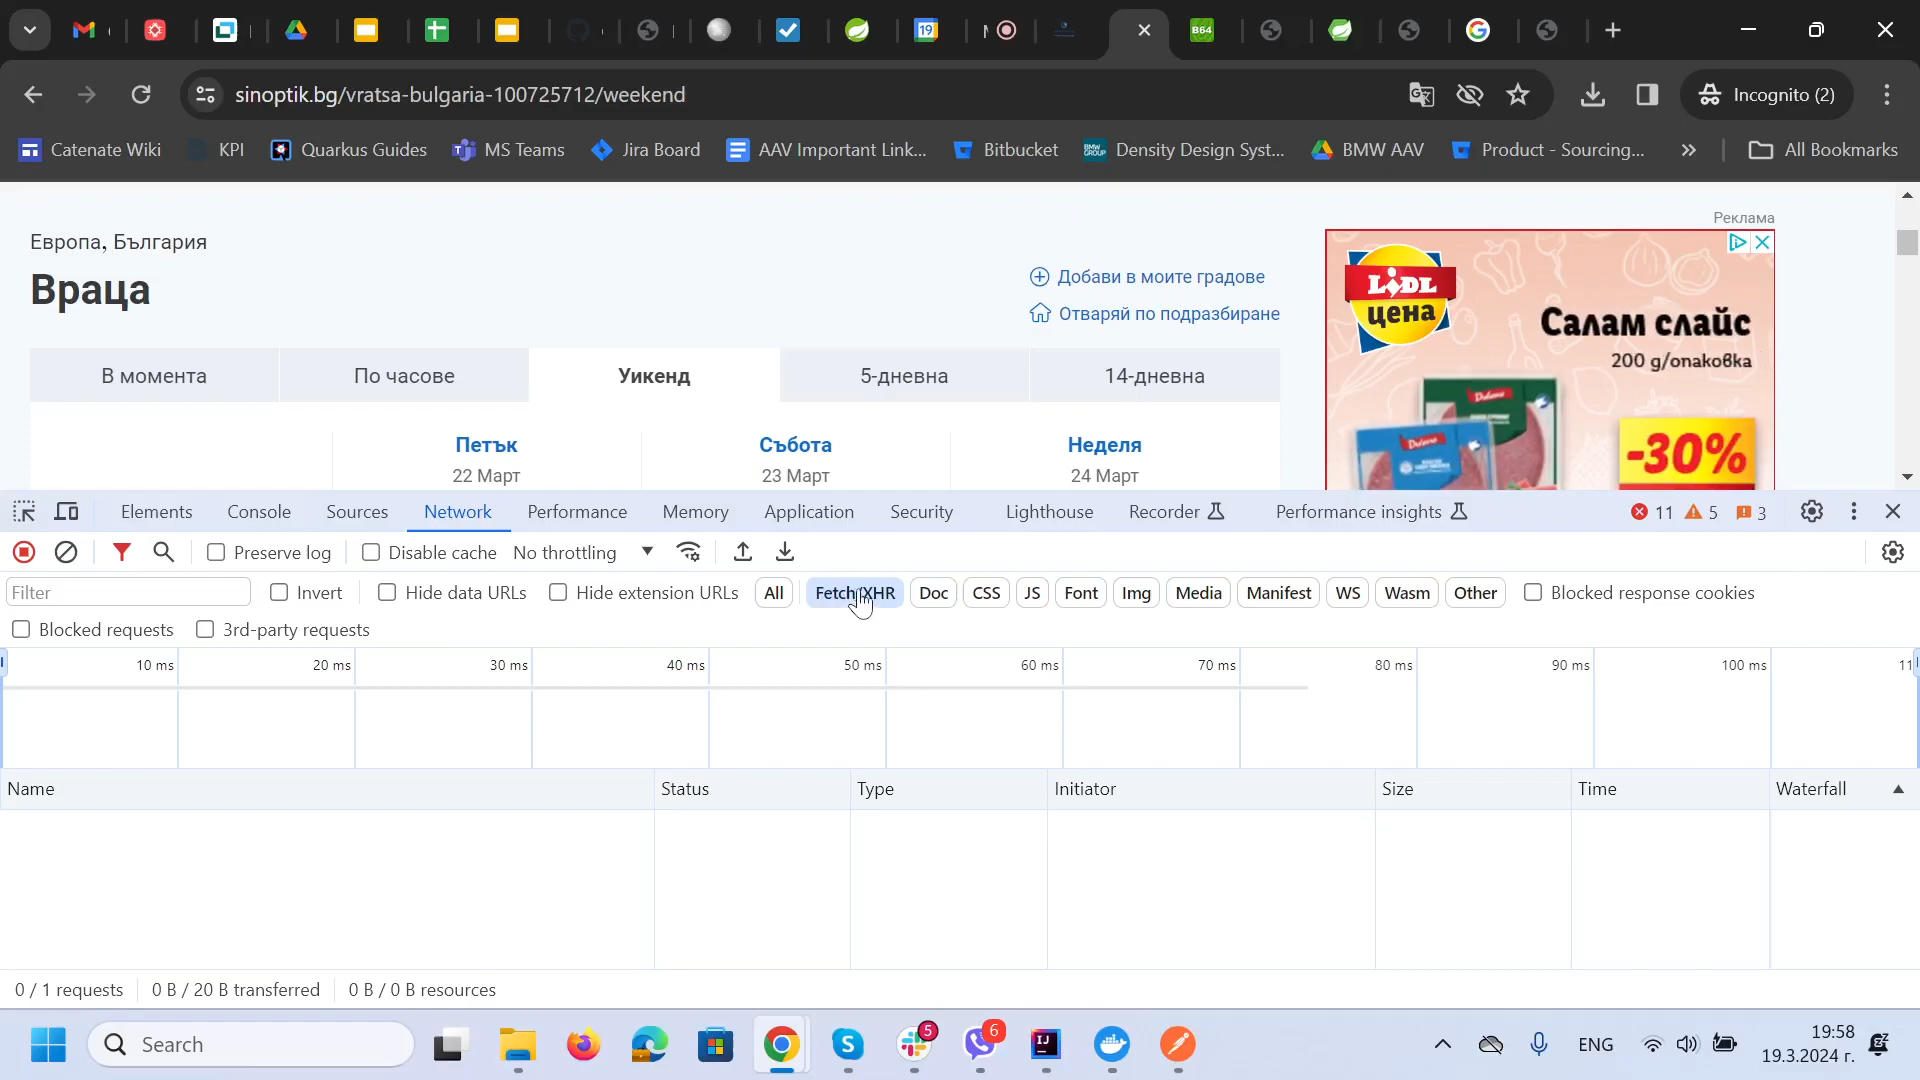 sinoptik.bg/vratsa-bulgaria-100725712/weekend
Incognito (2)
Catenate Wiki
KPI
Quarkus Guides
MS Teams
Jira Board
AAV Important Link...
Bitbucket
Density Design Syst...
BMW AAV
Product - Sourcing...
»
All Bookmarks
Европа, България
Враца
Добави в моите градове
Отваряй по подразбиране
В момента
По часове
Уикенд
5-дневна
14-дневна
Петък
Събота
Неделя
22 Март
23 Март
24 Март
Реклама
LIDL
цена
Салам слайс
200 g/опаковка
-30%
Elements
Console
Sources
Network
Performance
Memory
Application
Security
Lighthouse
Recorder
Performance insights
11
5
3
Preserve log
Disable cache
No throttling
Filter
Invert
Hide data URLs
Hide extension URLs
All
Fetch/XHR
Doc
CSS
JS
Font
Img
Media
Manifest
WS
Wasm
Other
Blocked response cookies
Blocked requests
3rd-party requests
10 ms
20 ms
30 ms
40 ms
50 ms
60 ms
70 ms
80 ms
90 ms
100 ms
11
Name
Status
Type
Initiator
Size
Time
Waterfall
0 / 1 requests
0 B / 20 B transferred
0 B / 0 B resources
Search
5
6
ENG
19:58
19.3.2024 г.